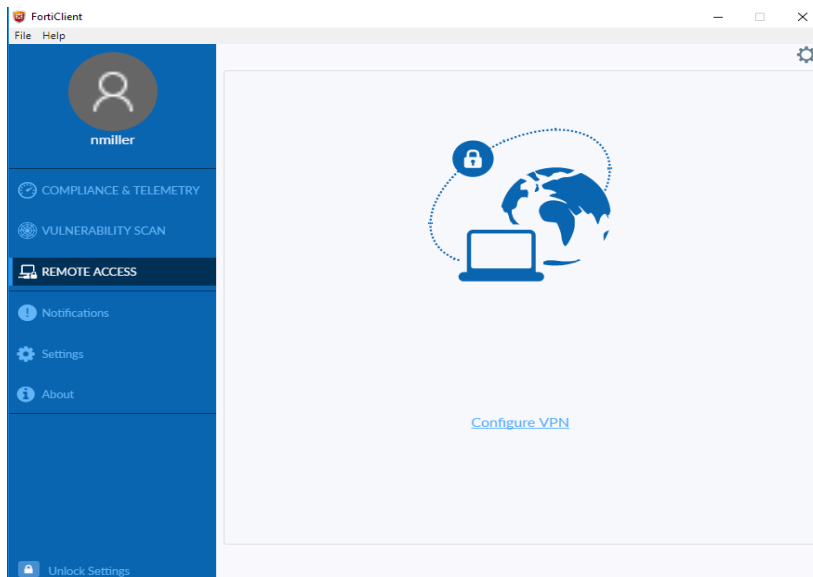 FortiClient
File Help
nmiller
COMPLIANCE & TELEMETRY
VULNERABILITY SCAN
REMOTE ACCESS
Notifications
Settings
About
Configure VPN
Unlock Settings